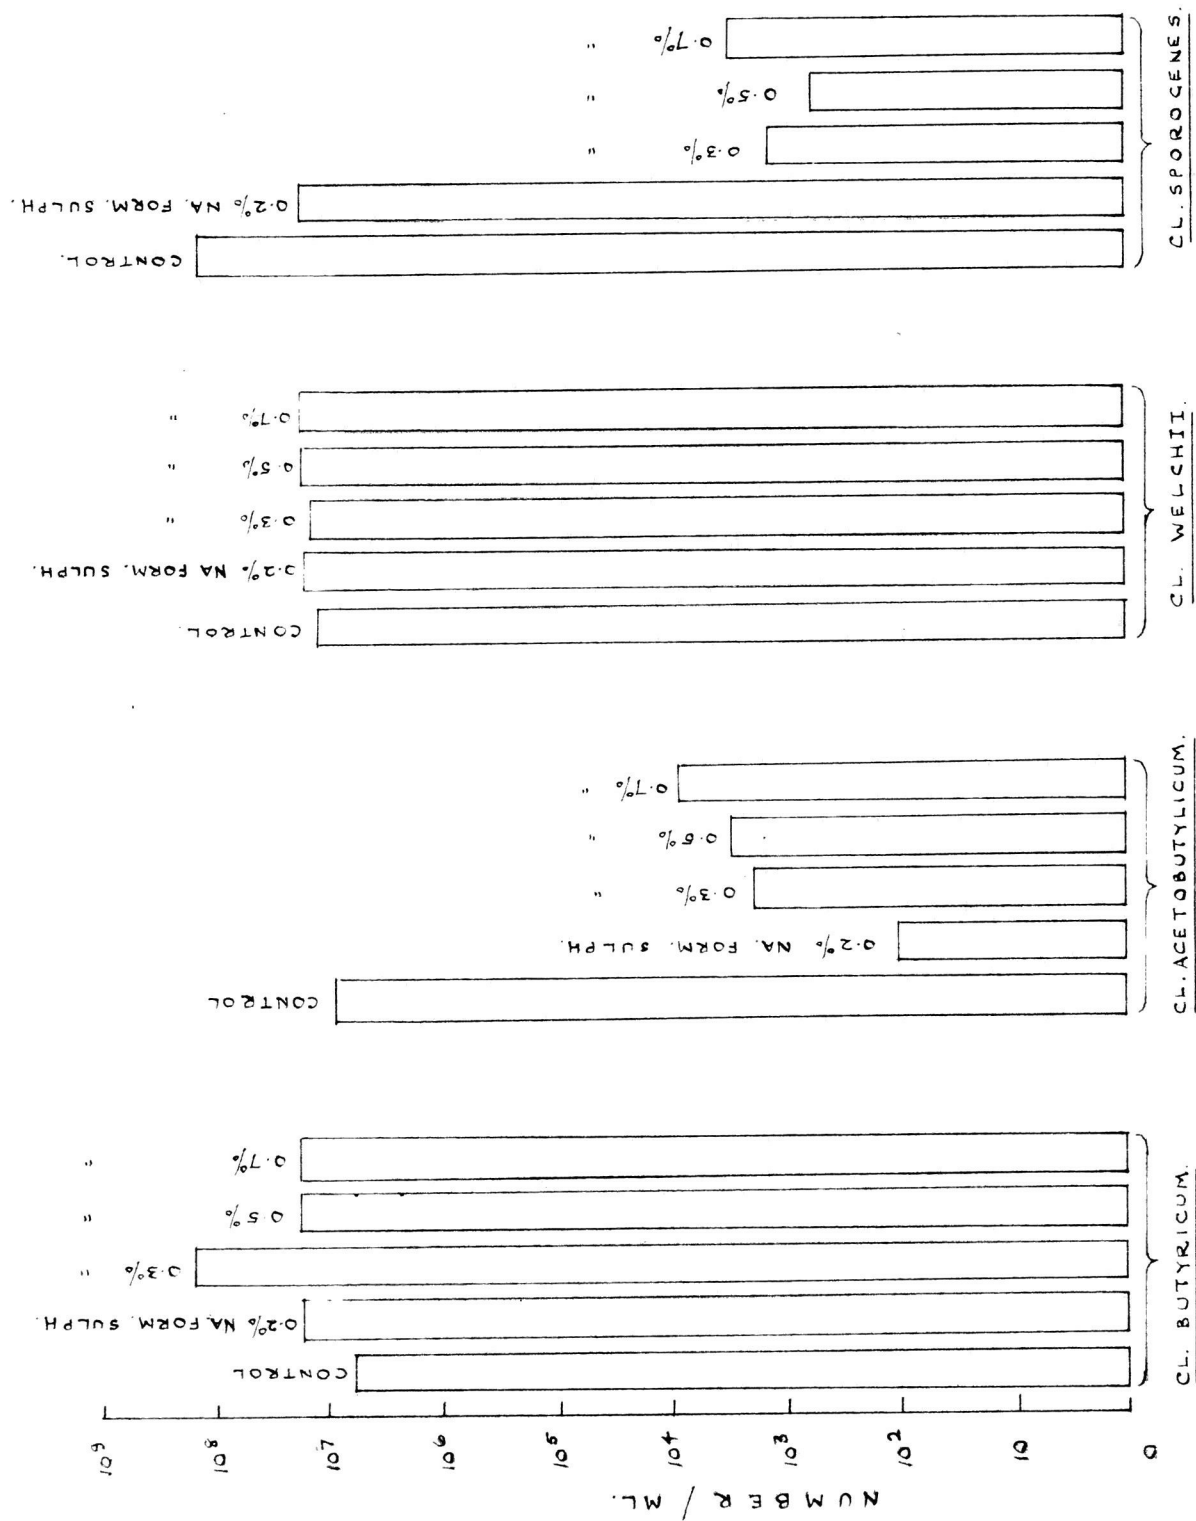 NUMBER / ML.
10⁹
10⁸
10⁷
10⁶
10⁵
10⁴
10³
10²
10
0
CONTROL
0.2% NA. FORM. SULPH.
0.3% "
0.5% "
0.7% "
CL. BUTYRICUM.
CONTROL
0.2% NA. FORM. SULPH.
0.3% "
0.5% "
0.7% "
CL. ACETOBUTYLICUM.
CONTROL.
0.2% NA FORM. SULPH.
0.3% "
0.5% "
0.7% "
CL. WELCHII.
CONTROL.
0.2% NA. FORM. SULPH.
0.3% "
0.5% "
0.7% "
CL. SPOROGENES.